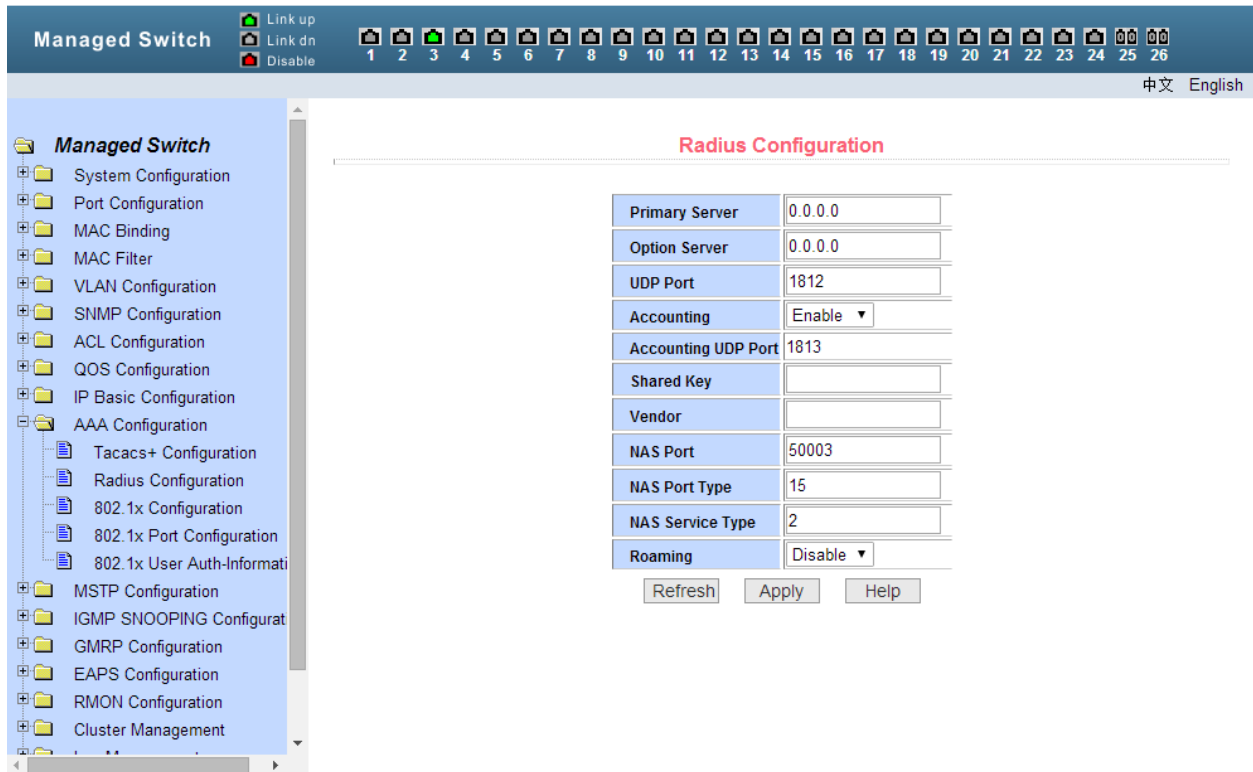 Managed Switch
Link up
Link dn
Disable
1 2 3 4 5 6 7 8 9 10 11 12 13 14 15 16 17 18 19 20 21 22 23 24 25 26
中文 English
Managed Switch
System Configuration
Port Configuration
MAC Binding
MAC Filter
VLAN Configuration
SNMP Configuration
ACL Configuration
QOS Configuration
IP Basic Configuration
AAA Configuration
Tacacs+ Configuration
Radius Configuration
802.1x Configuration
802.1x Port Configuration
802.1x User Auth-Informati
MSTP Configuration
IGMP SNOOPING Configurat
GMRP Configuration
EAPS Configuration
RMON Configuration
Cluster Management
Radius Configuration
Primary Server 0.0.0.0
Option Server 0.0.0.0
UDP Port 1812
Accounting Enable
Accounting UDP Port 1813
Shared Key
Vendor
NAS Port 50003
NAS Port Type 15
NAS Service Type 2
Roaming Disable
Refresh Apply Help